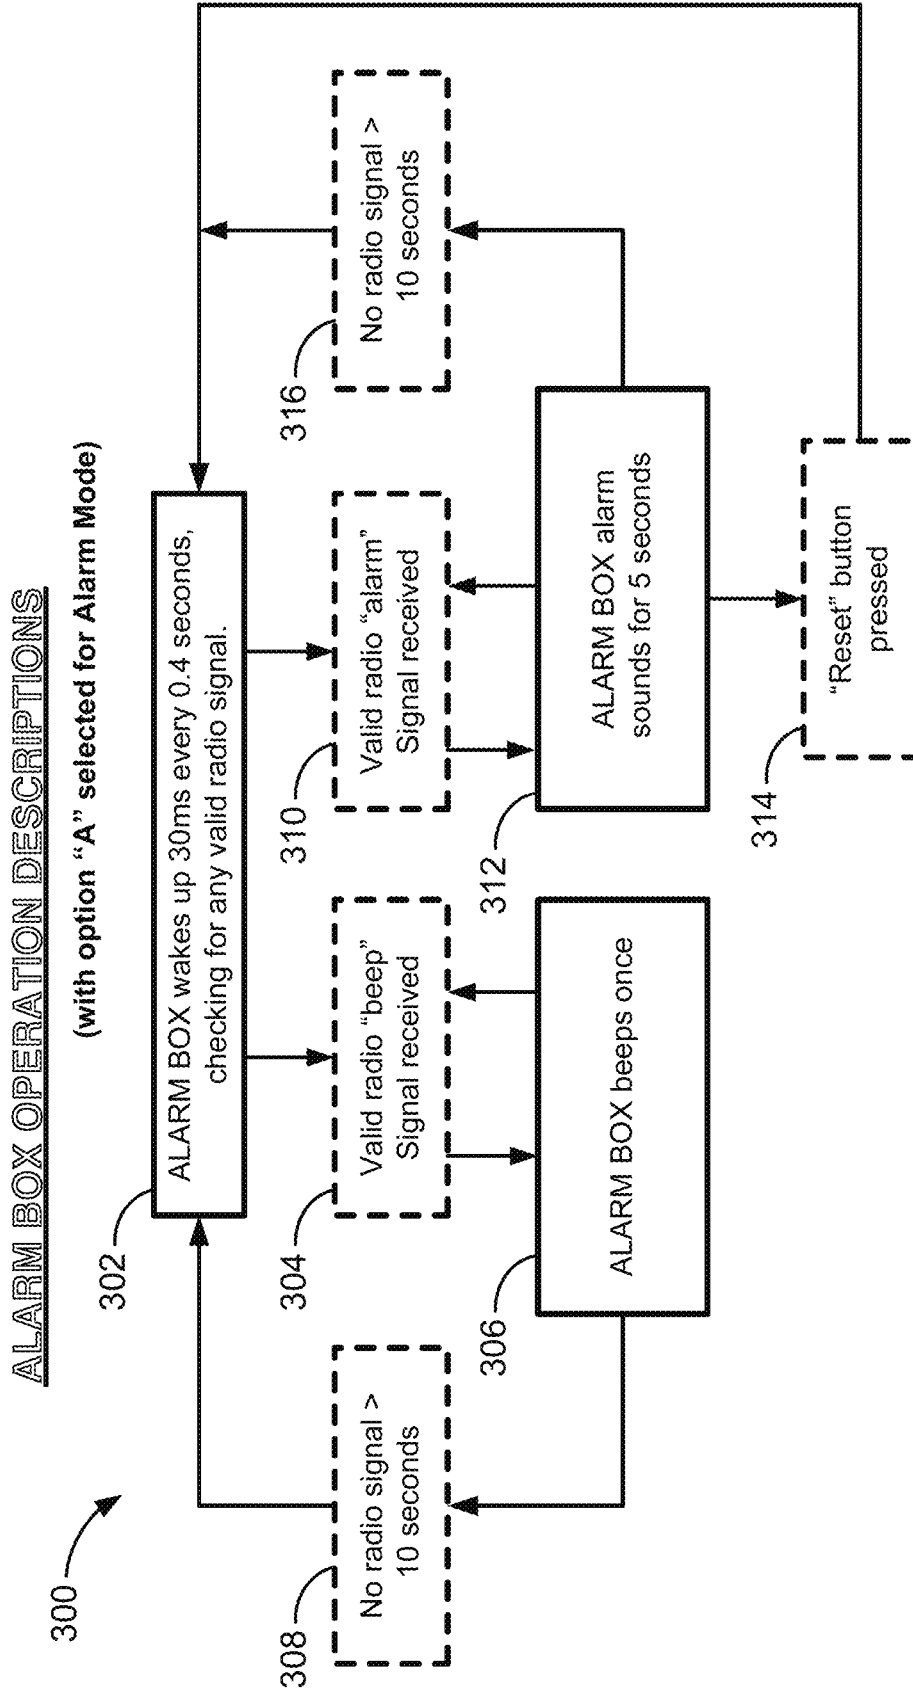 ALARM BOX OPERATION DESCRIPTIONS
(with option “A” selected for Alarm Mode)
300
302
ALARM BOX wakes up 30ms every 0.4 seconds,
checking for any valid radio signal.
308
No radio signal >
10 seconds
304
Valid radio “beep”
Signal received
310
Valid radio “alarm”
Signal received
316
No radio signal >
10 seconds
306
ALARM BOX beeps once
312
ALARM BOX alarm
sounds for 5 seconds
314
“Reset” button
pressed